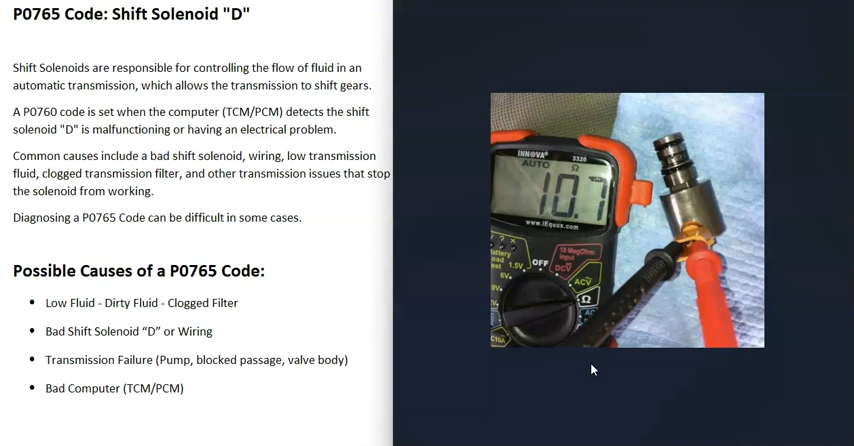 P0765 Code: Shift Solenoid "D"
Shift Solenoids are responsible for controlling the flow of fluid in an
automatic transmission, which allows the transmission to shift gears.
A P0760 code is set when the computer (TCM/PCM) detects the shift
solenoid "D" is malfunctioning or having an electrical problem.
Common causes include a bad shift solenoid, wiring, low transmission
fluid, clogged transmission filter, and other transmission issues that stop
the solenoid from working.
Diagnosing a P0765 Code can be difficult in some cases.
Possible Causes of a P0765 Code:
• Low Fluid - Dirty Fluid - Clogged Filter
• Bad Shift Solenoid “D” or Wiring
• Transmission Failure (Pump, blocked passage, valve body)
• Bad Computer (TCM/PCM)
INNOVA 3320
AUTO Ω
10.7
www.iEquus.com
10 MegOhm
Input
OFF
1.5V
6V
DCV
ACV
Ω